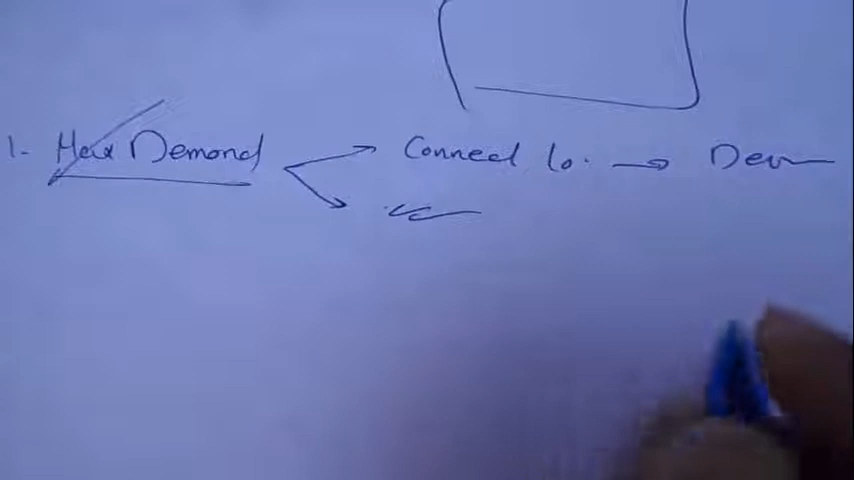 1. Max Demand → Connect lo. → Dem